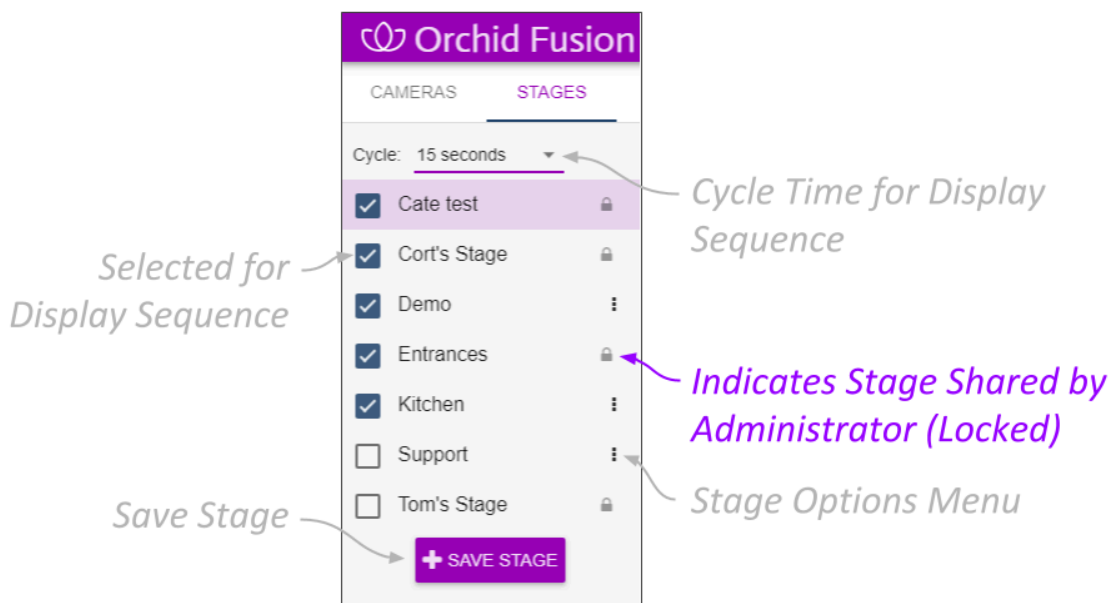 Orchid Fusion
CAMERAS STAGES
Cycle: 15 seconds
Cate test
Cort's Stage
Demo
Entrances
Kitchen
Support
Tom's Stage
SAVE STAGE
Selected for
Display Sequence
Save Stage
Cycle Time for Display
Sequence
Indicates Stage Shared by
Administrator (Locked)
Stage Options Menu